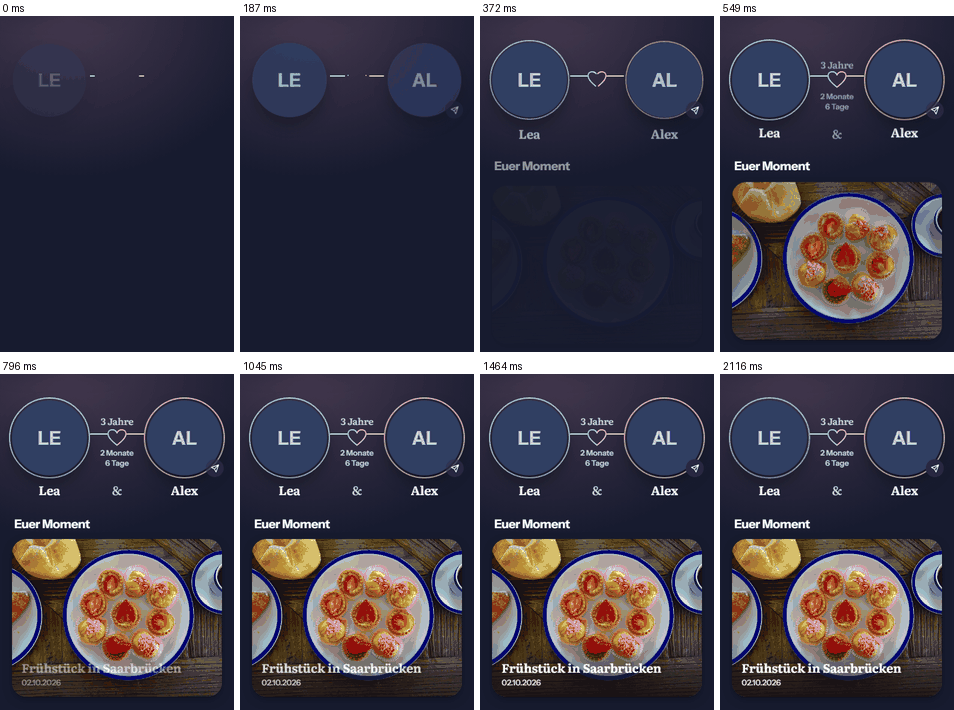 0 ms
187 ms
372 ms
549 ms
LE
LE
AL
LE
AL
Lea
Alex
Euer Moment
LE
3 Jahre
2 Monate
6 Tage
AL
Lea
&
Alex
Euer Moment
796 ms
1045 ms
1464 ms
2116 ms
LE
3 Jahre
2 Monate
6 Tage
AL
Lea
&
Alex
Euer Moment
Frühstück in Saarbrücken
02.10.2026
LE
3 Jahre
2 Monate
6 Tage
AL
Lea
&
Alex
Euer Moment
Frühstück in Saarbrücken
02.10.2026
LE
3 Jahre
2 Monate
6 Tage
AL
Lea
&
Alex
Euer Moment
Frühstück in Saarbrücken
02.10.2026
LE
3 Jahre
2 Monate
6 Tage
AL
Lea
&
Alex
Euer Moment
Frühstück in Saarbrücken
02.10.2026